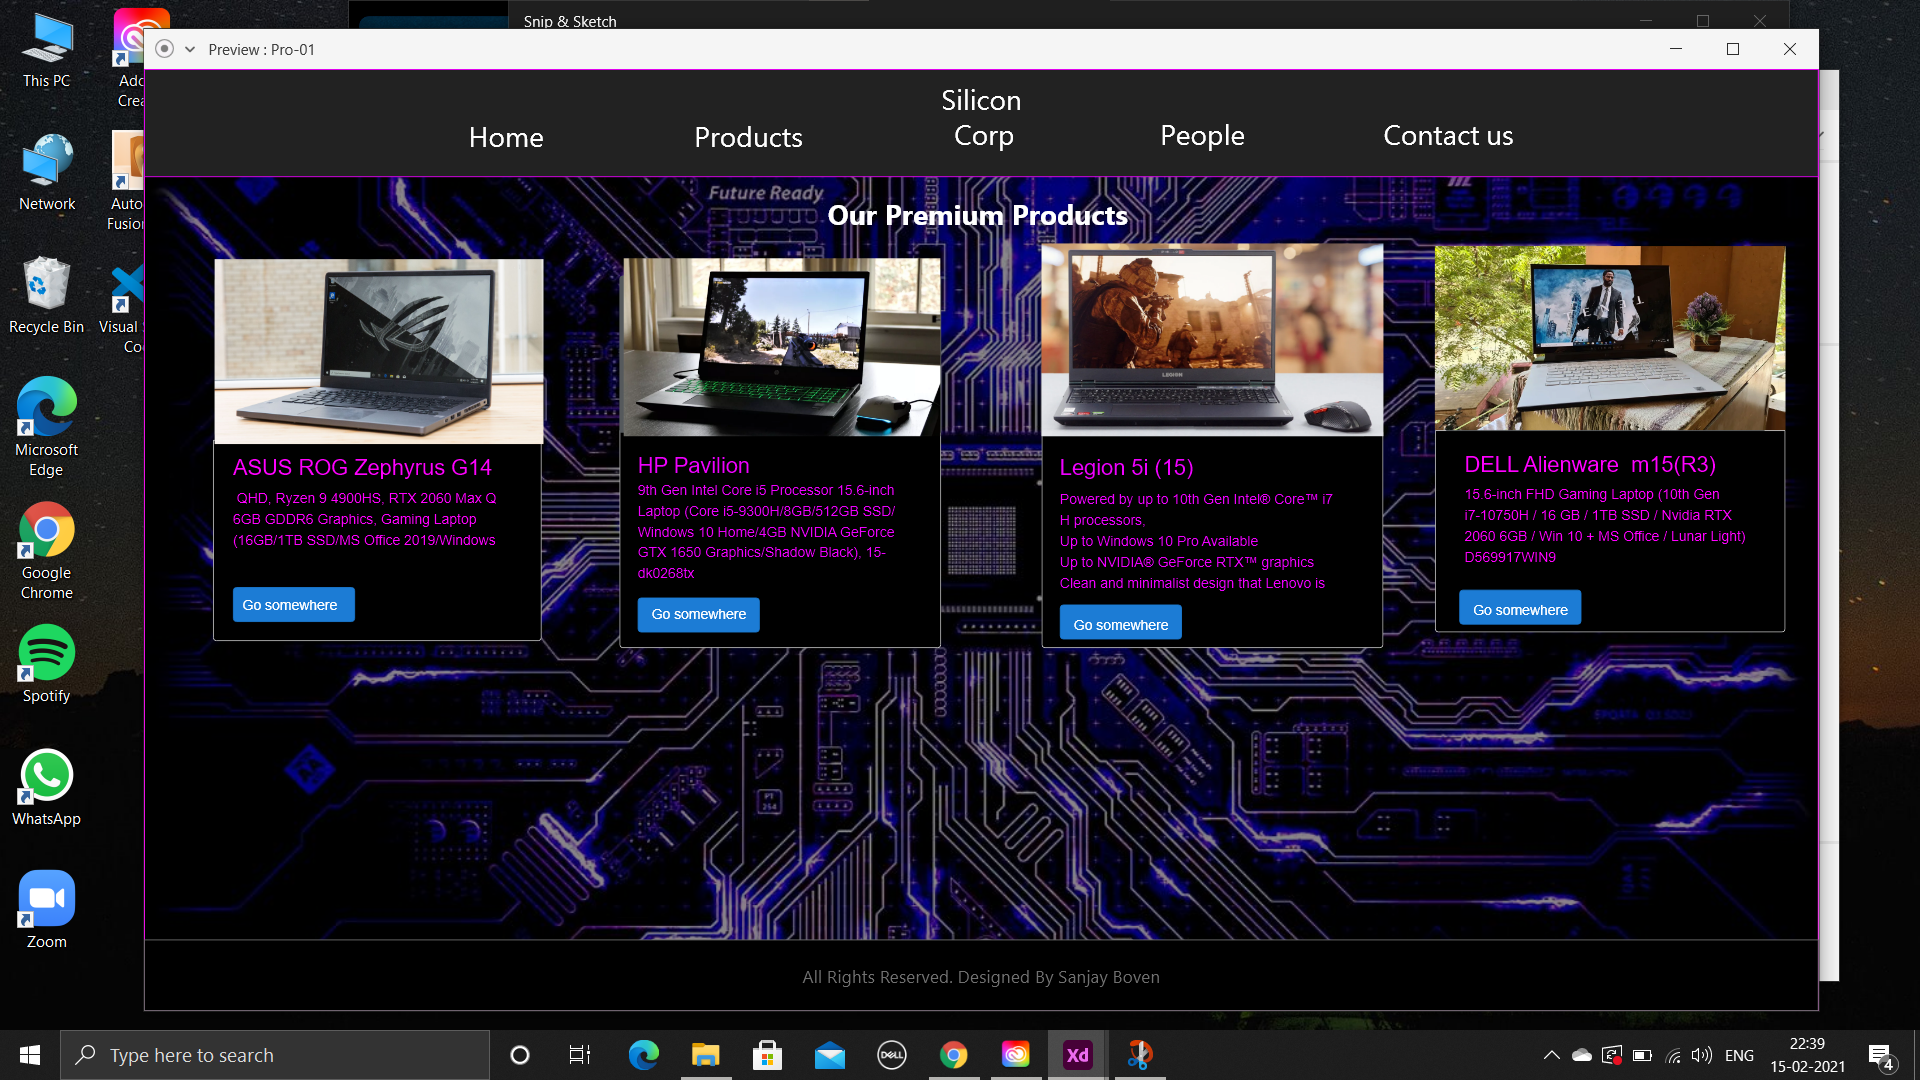 Snip & Sketch
Preview : Pro-01
This PC
Network
Recycle Bin
Microsoft
Edge
Google
Chrome
Spotify
WhatsApp
Zoom
Home
Products
Silicon
Corp
People
Contact us
Future Ready
Our Premium Products
LEGION
ASUS ROG Zephyrus G14
QHD, Ryzen 9 4900HS, RTX 2060 Max Q
6GB GDDR6 Graphics, Gaming Laptop
(16GB/1TB SSD/MS Office 2019/Windows
Go somewhere
HP Pavilion
9th Gen Intel Core i5 Processor 15.6-inch
Laptop (Core i5-9300H/8GB/512GB SSD/
Windows 10 Home/4GB NVIDIA GeForce
GTX 1650 Graphics/Shadow Black), 15-
dk0268tx
Go somewhere
Legion 5i (15)
Powered by up to 10th Gen Intel® Core™ i7
H processors,
Up to Windows 10 Pro Available
Up to NVIDIA® GeForce RTX™ graphics
Clean and minimalist design that Lenovo is
Go somewhere
DELL Alienware m15(R3)
15.6-inch FHD Gaming Laptop (10th Gen
i7-10750H / 16 GB / 1TB SSD / Nvidia RTX
2060 6GB / Win 10 + MS Office / Lunar Light)
D569917WIN9
Go somewhere
All Rights Reserved. Designed By Sanjay Boven
Type here to search
DELL
Xd
ENG
22:39
15-02-2021
4